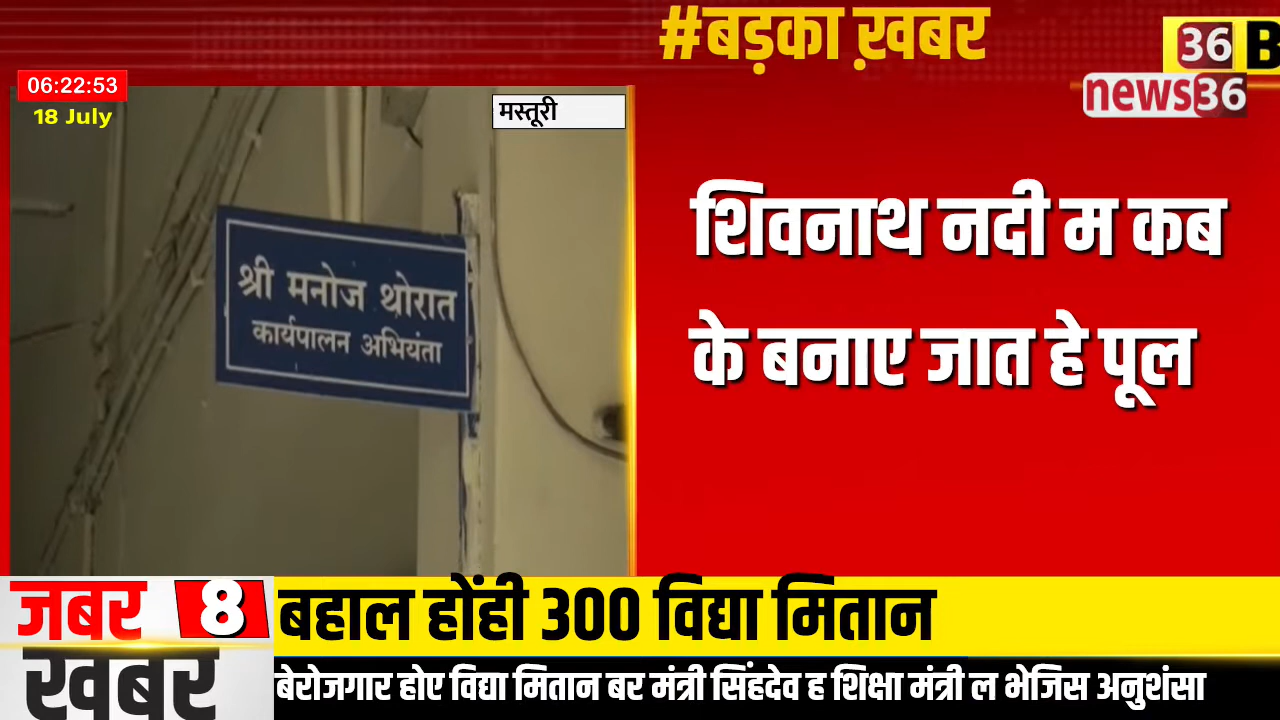 #बड़का ख़बर
36
B
news36
06:22:53
18 July
मस्तूरी
श्री मनोज थोरात
कार्यपालन अभियंता
शिवनाथ नदी म कब
के बनाए जात हे पूल
जबर 8
खबर
बहाल होंही 300 विद्या मितान
बेरोजगार होए विद्या मितान बर मंत्री सिंहदेव ह शिक्षा मंत्री ल भेजिस अनुशंसा